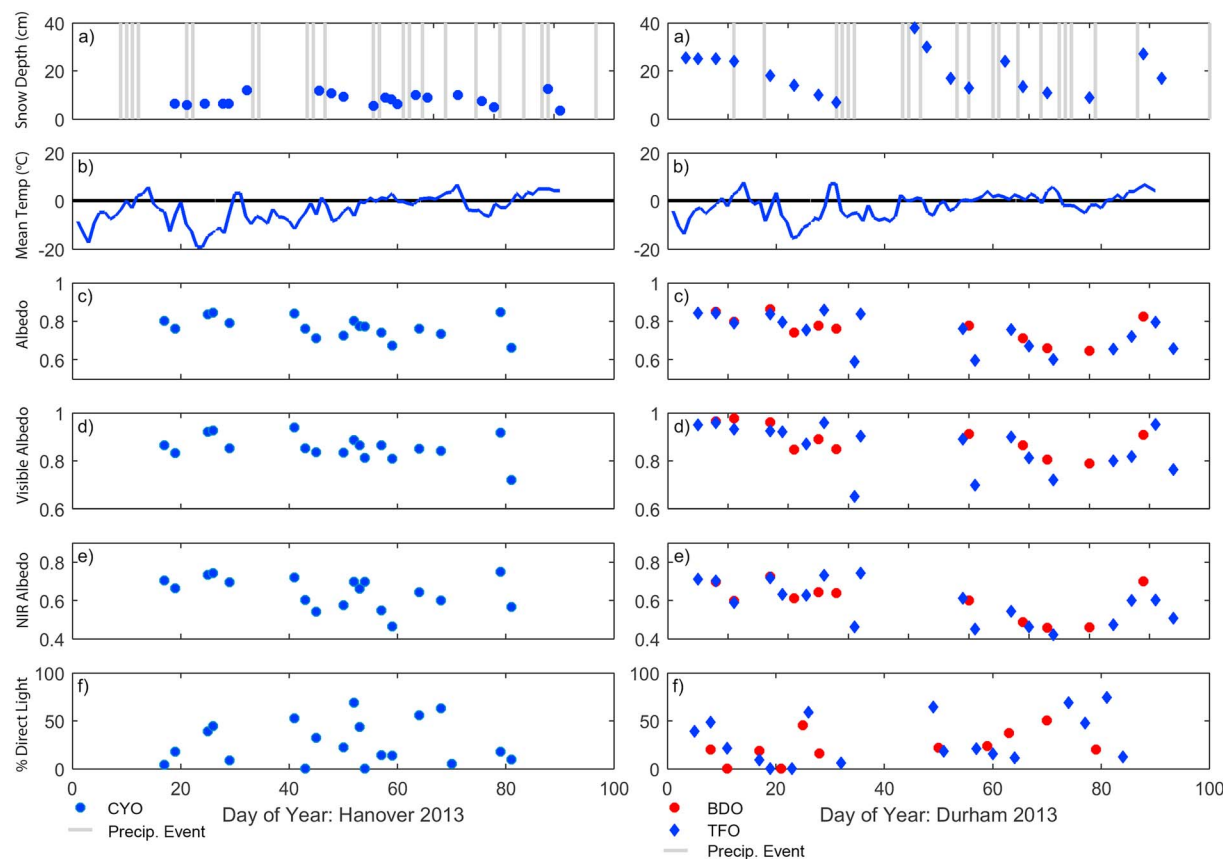 Snow Depth (cm)
40
20
0
a)
Mean Temp (°C)
20
0
-20
b)
Albedo
1
0.8
0.6
c)
Visible Albedo
1
0.8
0.6
d)
NIR Albedo
0.8
0.6
0.4
e)
% Direct Light
100
50
0
f)
0 20 40 60 80 100
CYO
Precip. Event
Day of Year: Hanover 2013
40
20
0
a)
20
0
-20
b)
1
0.8
0.6
c)
1
0.8
0.6
d)
0.8
0.6
0.4
e)
100
50
0
f)
0 20 40 60 80 100
BDO
TFO
Precip. Event
Day of Year: Durham 2013